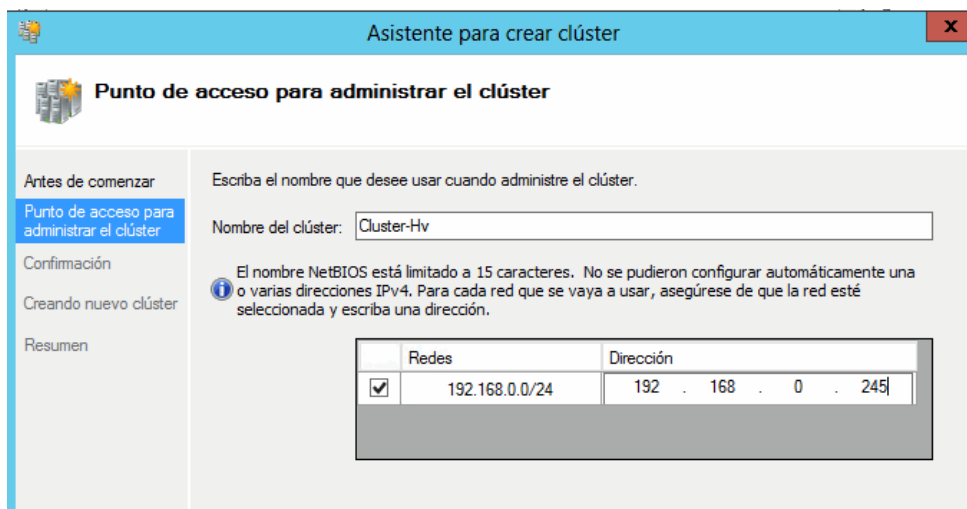 Asistente para crear clúster
x
Punto de acceso para administrar el clúster
Antes de comenzar
Punto de acceso para
administrar el clúster
Confirmación
Creando nuevo clúster
Resumen
Escriba el nombre que desee usar cuando administre el clúster.
Nombre del clúster: Cluster-Hv
El nombre NetBIOS está limitado a 15 caracteres. No se pudieron configurar automáticamente una
o varias direcciones IPv4. Para cada red que se vaya a usar, asegúrese de que la red esté
seleccionada y escriba una dirección.
Redes Dirección
192.168.0.0/24 192 . 168 . 0 . 245